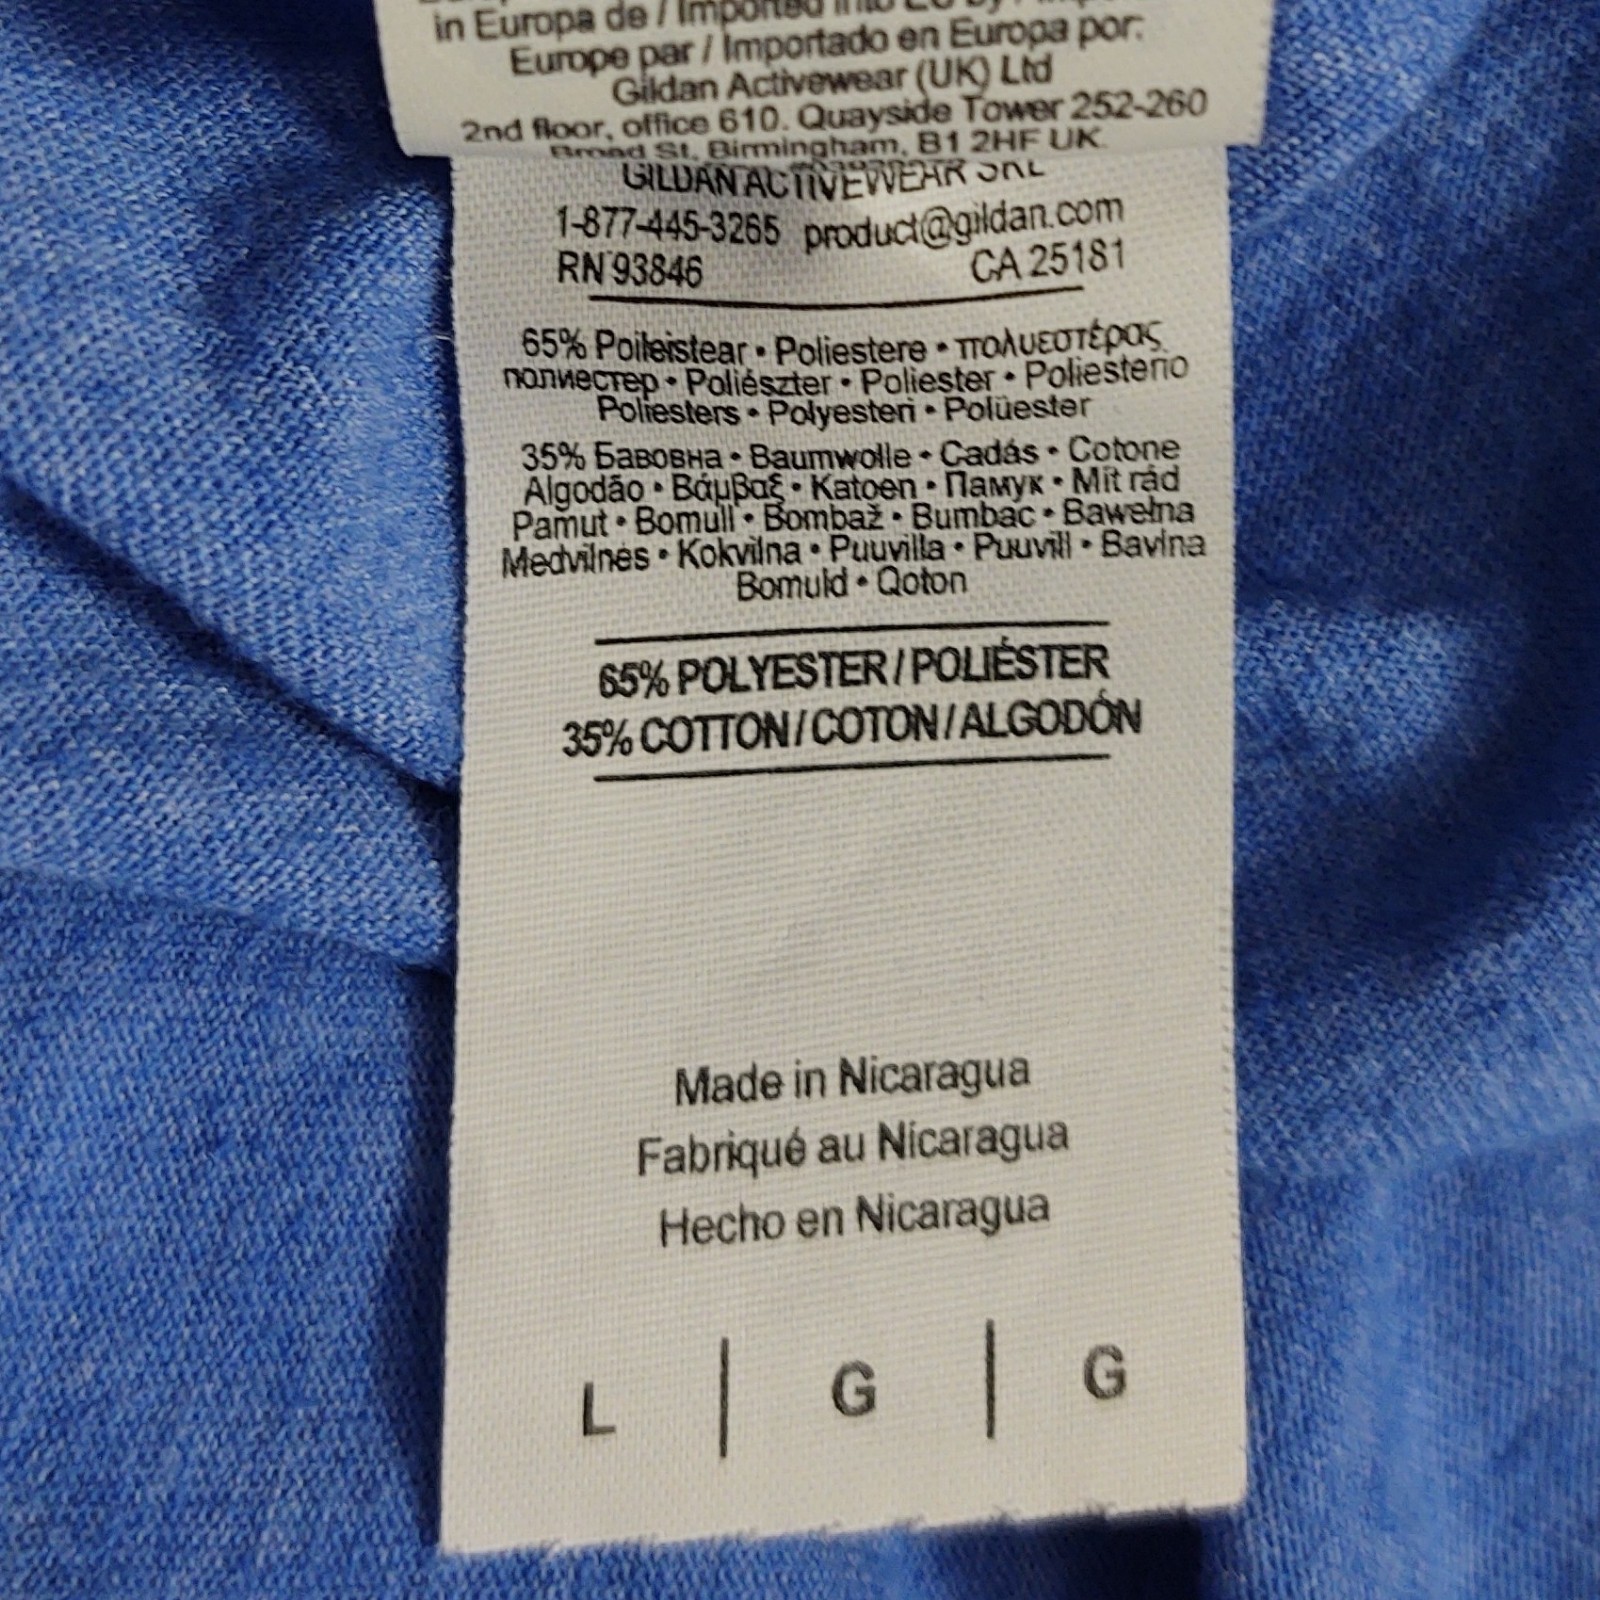 in Europa de / Imported into EU by /
Europe par / Importado en Europa por:
Gildan Activewear (UK) Ltd
2nd floor, office 610. Quayside Tower 252-260
Broad St, Birmingham, B1 2HF UK.
GILDAN ACTIVEWEAR SRL
1-877-445-3265 product@gildan.com
RN 93846 CA 25181
65% Poileistear • Poliestere • πολυεστέρας
полиестер • Poliészter • Poliester • Poliesterio
Poliesters • Polyesteri • Polüester
35% Бавовна • Baumwolle • Cadás • Cotone
Algodão • Βάμβαξ • Katoen • Памук • Mit rád
Pamut • Bomull • Bombaž • Bumbac • Bawełna
Medvilnės • Kokvilna • Puuvilla • Puuvill • Bavlna
Bomuld • Qoton
65% POLYESTER / POLIÉSTER
35% COTTON / COTON / ALGODÓN
Made in Nicaragua
Fabriqué au Nicaragua
Hecho en Nicaragua
L | G | G